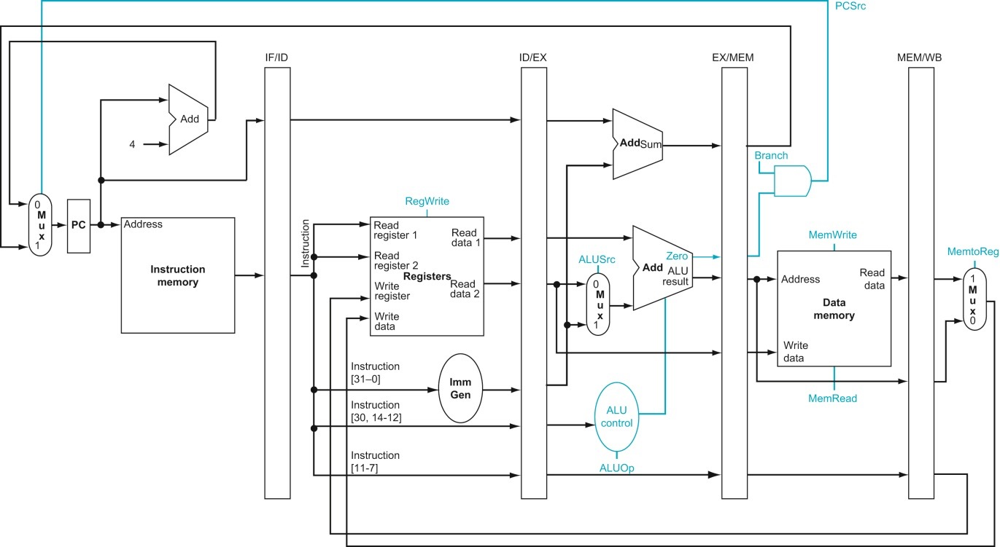 PCSrc
IF/ID
ID/EX
EX/MEM
MEM/WB
Add
4
Add Sum
Branch
0
M
u
x
1
PC
Address
Instruction
memory
Instruction
RegWrite
Read
register 1
Read
register 2
Write
register
Write
data
Registers
Read
data 1
Read
data 2
ALUSrc
0
M
u
x
1
Zero
Add
ALU
result
MemWrite
Address
Read
data
Data
memory
Write
data
MemRead
MemtoReg
1
M
u
x
0
Instruction
[31–0]
Imm
Gen
Instruction
[30, 14-12]
ALU
control
ALUOp
Instruction
[11-7]